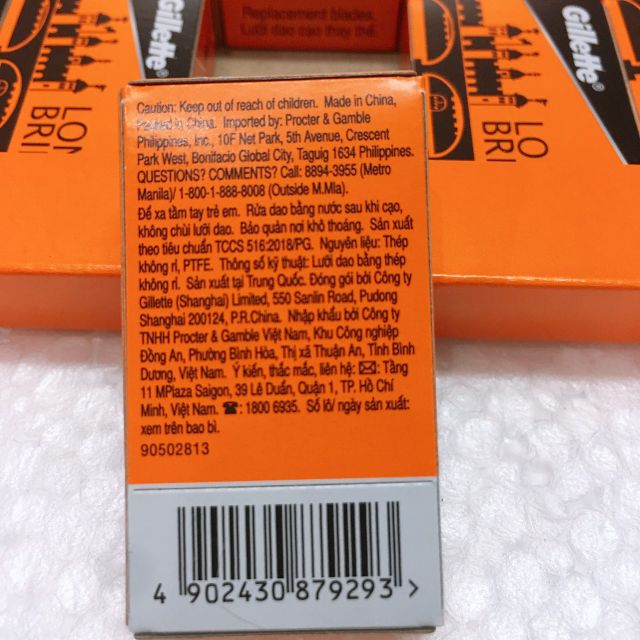 Replacement blades.
Lưỡi dao cạo thay thế.
Gillette®
LON
BRI
Gillette®
LO
BRI
Caution: Keep out of reach of children. Made in China,
Packed in China. Imported by: Procter & Gamble
Philippines, Inc., 10F Net Park, 5th Avenue, Crescent
Park West, Bonifacio Global City, Taguig 1634 Philippines.
QUESTIONS? COMMENTS? Call: 8894-3955 (Metro
Manila)/ 1-800-1-888-8008 (Outside M.Mla).
Để xa tầm tay trẻ em. Rửa dao bằng nước sau khi cạo,
không chùi lưỡi dao. Bảo quản nơi khô thoáng. Sản xuất
theo tiêu chuẩn TCCS 516:2018/PG. Nguyên liệu: Thép
không rỉ, PTFE. Thông số kỹ thuật: Lưỡi dao bằng thép
không rỉ. Sản xuất tại Trung Quốc. Đóng gói bởi Công ty
Gillette (Shanghai) Limited, 550 Sanlin Road, Pudong
Shanghai 200124, P.R.China. Nhập khẩu bởi Công ty
TNHH Procter & Gamble Việt Nam, Khu Công nghiệp
Đồng An, Phường Bình Hòa, Thị xã Thuận An, Tỉnh Bình
Dương, Việt Nam. Ý kiến, thắc mắc, liên hệ: ✉: Tầng
11 MPlaza Saigon, 39 Lê Duẩn, Quận 1, TP. Hồ Chí
Minh, Việt Nam. ☎: 1800 6935. Số lô/ ngày sản xuất:
xem trên bao bì.
90502813
4 902430 879293 >